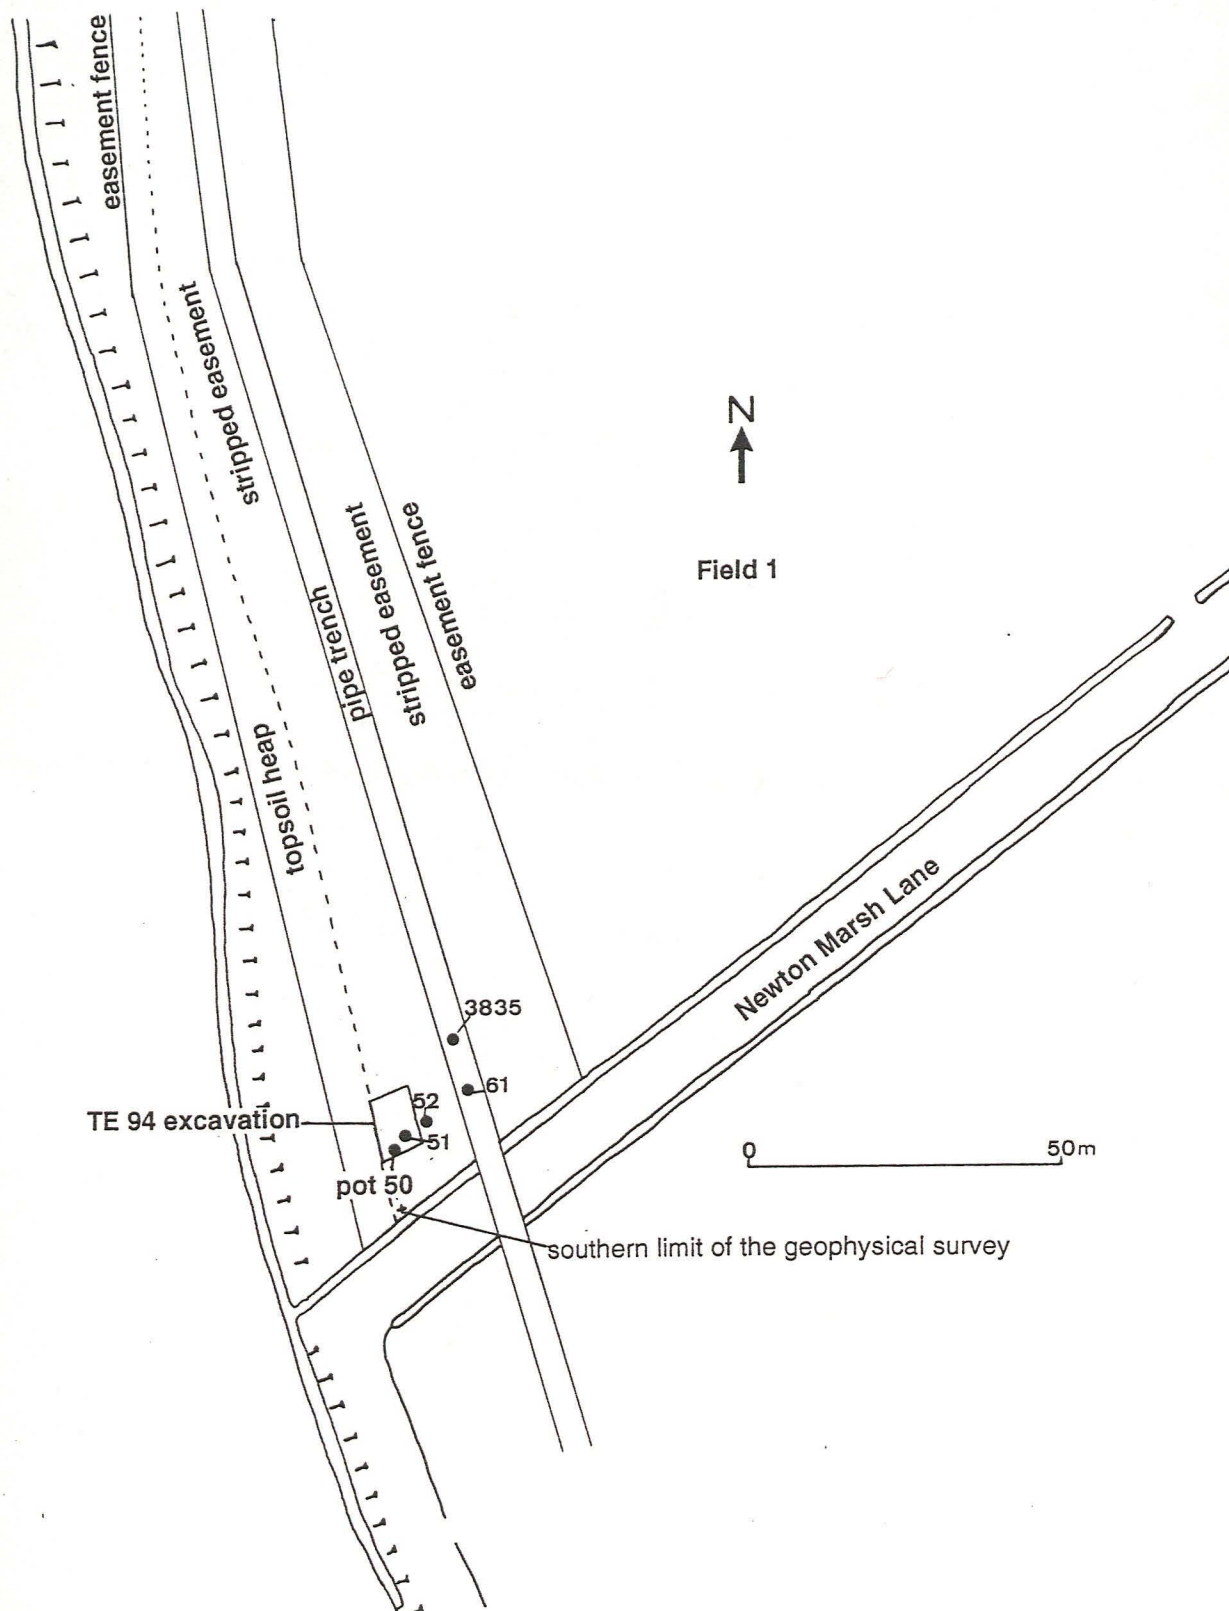 easement fence
stripped easement
N
pipe trench
stripped easement
easement fence
Field 1
topsoil heap
Newton Marsh Lane
3835
61
52
TE 94 excavation
51
pot 50
0 50m
southern limit of the geophysical survey